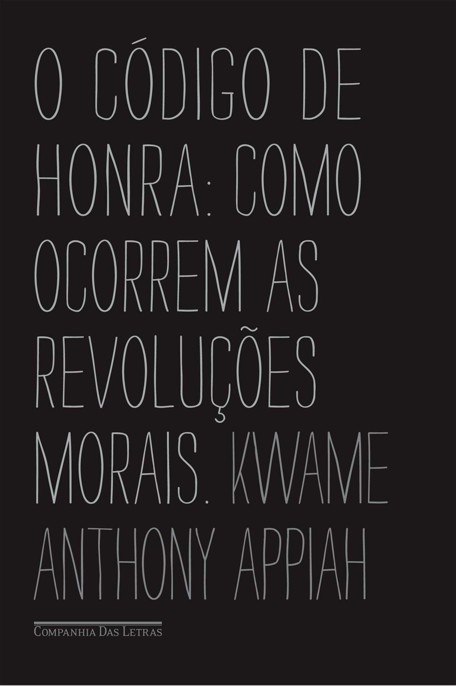 O CÓDIGO DE
HONRA: COMO
OCORREM AS
REVOLUÇÕES
MORAIS. KWAME
ANTHONY APPIAH
COMPANHIA DAS LETRAS